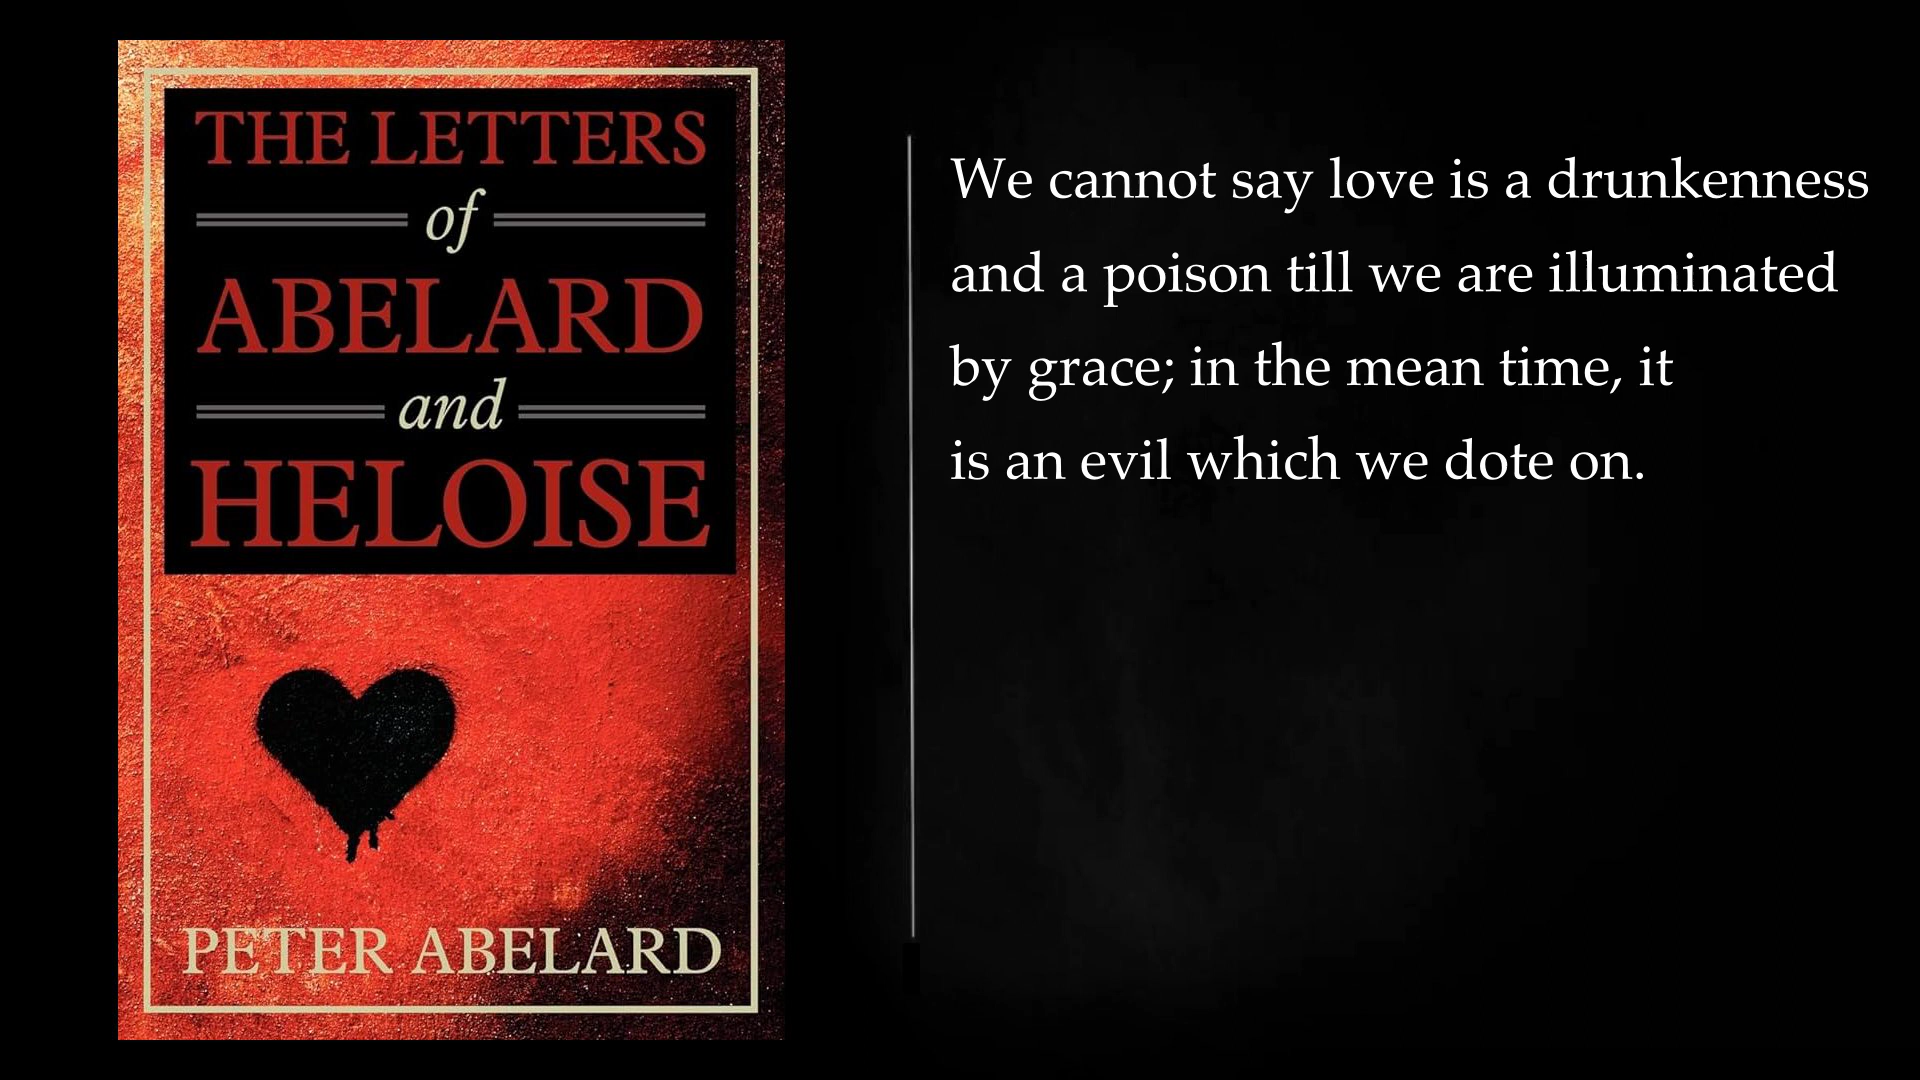 THE LETTERS
of
ABELARD
and
HELOISE
PETER ABELARD
We cannot say love is a drunkenness
and a poison till we are illuminated
by grace; in the mean time, it
is an evil which we dote on.